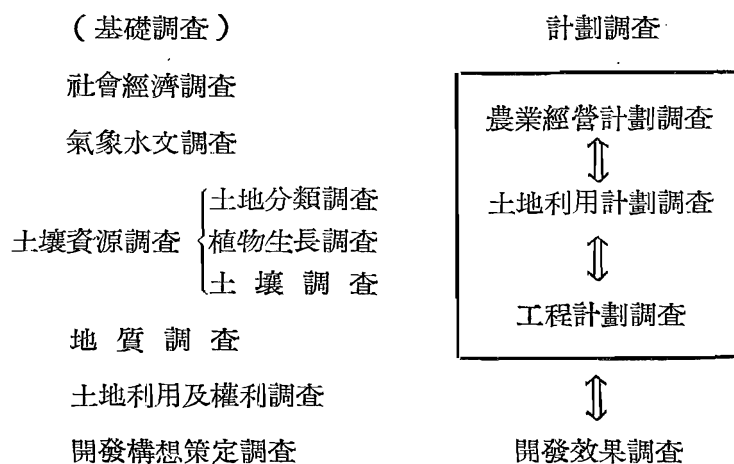 （基礎調查）
社會經濟調查
氣象水文調查
土壤資源調查
土地分類調查
植物生長調查
土壤調查
地質調查
土地利用及權利調查
開發構想策定調查
計劃調查
農業經營計劃調查
土地利用計劃調查
工程計劃調查
開發效果調查